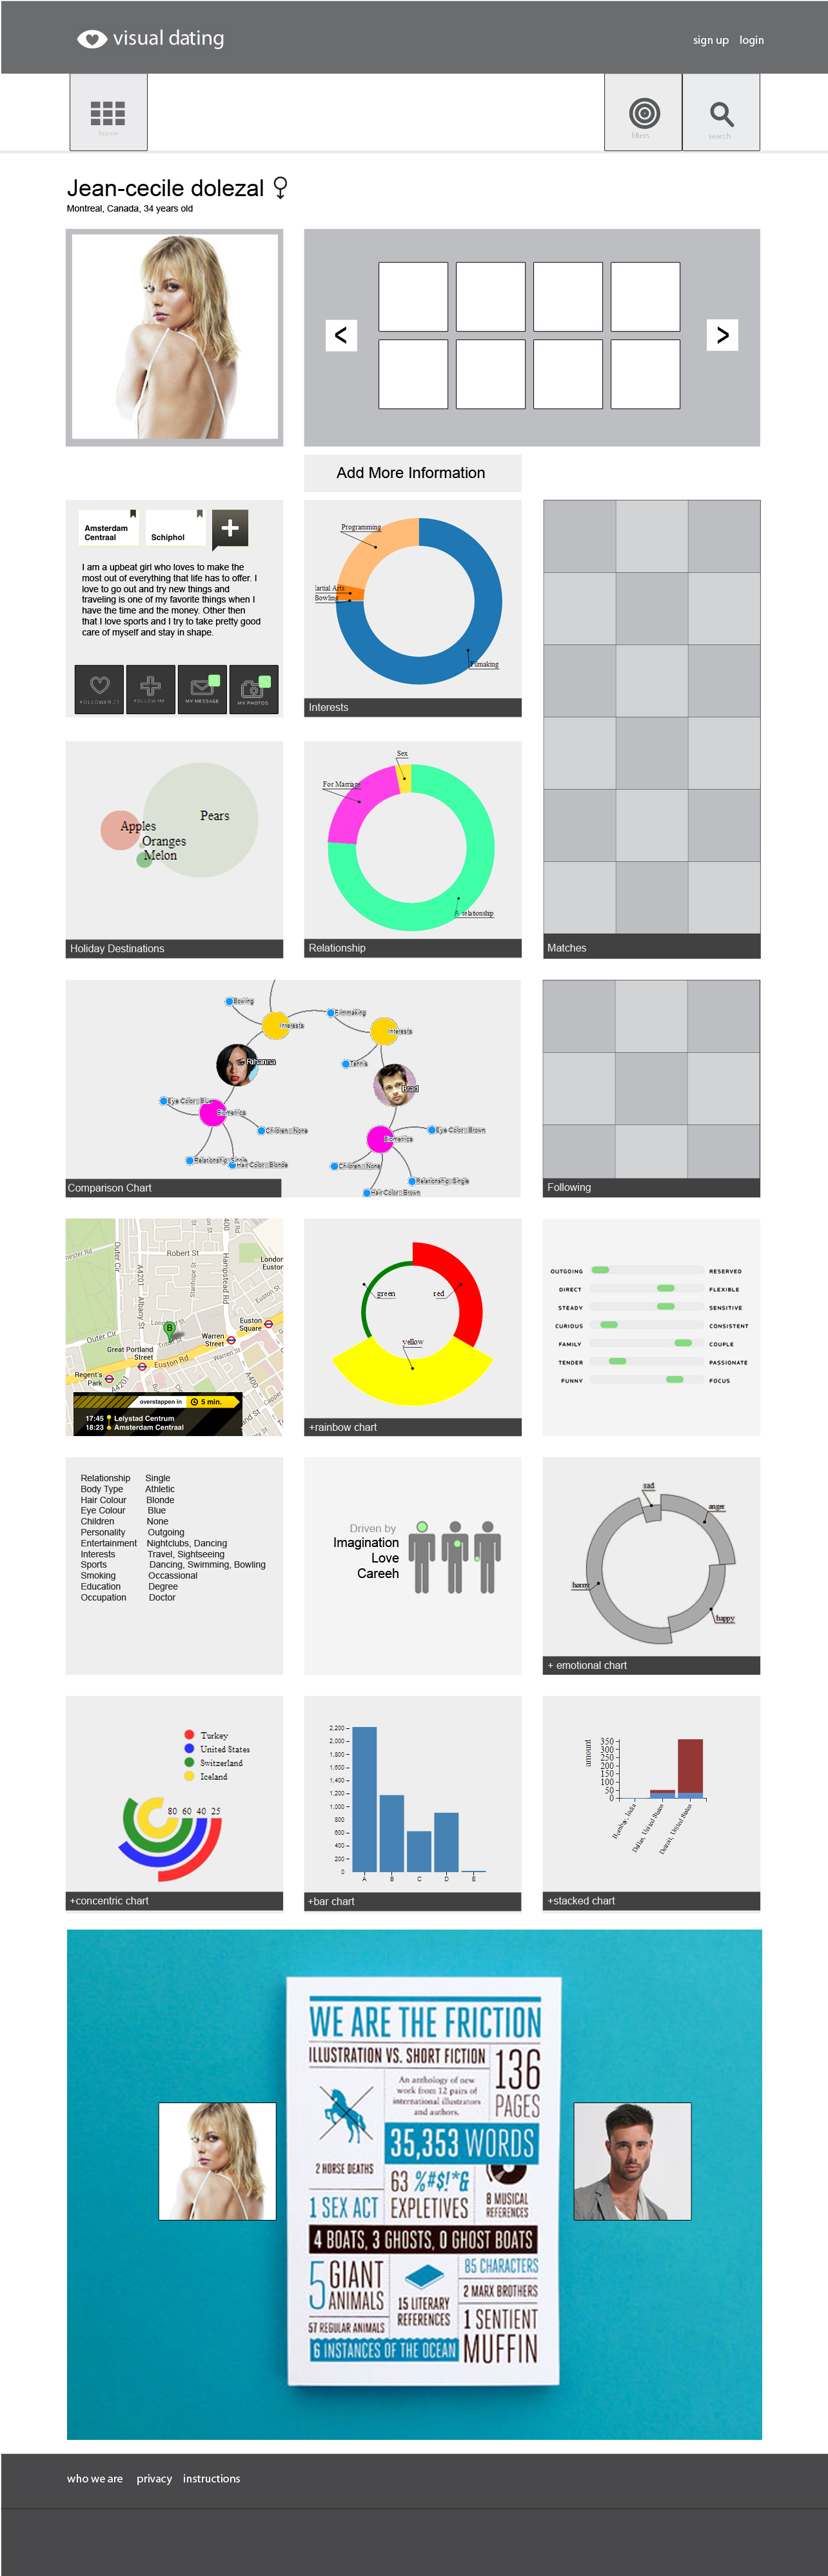 visual dating
sign up login
home
filters
search
Jean-cecile dolezal
Montreal, Canada, 34 years old
<
>
Add More Information
Amsterdam
Centraal
Schiphol
I am a upbeat girl who loves to make the
most out of everything that life has to offer. I
love to go out and try new things and
traveling is one of my favorite things when I
have the time and the money. Other then
that I love sports and I try to take pretty good
care of myself and stay in shape.
FOLLOW ME
MY MESSAGE
MY PHOTOS
Programming
artial Arts
Bowling
Filmaking
Interests
Apples
Pears
Oranges
Melon
Holiday Destinations
Sex
For Marriage
A relationship
Relationship
Matches
Bowling
Interests
Filmmaking
Interests
Rihanna
Tennis
Brad
Eye Color: Blue
Biometrics
Children: None
Relationship: Single
Hair Color: Blonde
Eye Color: Brown
Biometrics
Children: None
Relationship: Single
Hair Color: Brown
Comparison Chart
Following
Robert St
Outer Cir
A4201
Albany St
Stanhope St
Hampstead Rd
London
Euston
Euston
Square
Euston Rd
Warren
Street
Great Portland
Street
Outer Cir
Regent's
Park
A4201
A400
B
overstappen in 5 min.
17:45 Lelystad Centrum
18:23 Amsterdam Centraal
green
red
yellow
+rainbow chart
OUTGOING RESERVED
DIRECT FLEXIBLE
STEADY SENSITIVE
CURIOUS CONSISTENT
FAMILY COUPLE
TENDER PASSIONATE
FUNNY FOCUS
Relationship Single
Body Type Athletic
Hair Colour Blonde
Eye Colour Blue
Children None
Personality Outgoing
Entertainment Nightclubs, Dancing
Interests Travel, Sightseeing
Sports Dancing, Swimming, Bowling
Smoking Occassional
Education Degree
Occupation Doctor
Driven by
Imagination
Love
Careeh
sad
anger
horny
happy
+ emotional chart
Turkey
United States
Switzerland
Iceland
80 60 40 25
+concentric chart
2,200
2,000
1,800
1,600
1,400
1,200
1,000
800
600
400
200
0
A B C D E
+bar chart
amount
350
300
250
200
150
100
50
0
Bombay, India
Dallas, United States
Detroit, United States
+stacked chart
WE ARE THE FRICTION
ILLUSTRATION VS. SHORT FICTION
136
PAGES
An anthology of new
work from 12 pairs of
international illustrators
and authors.
35,353 WORDS
2 HORSE DEATHS
63 %#$!*&
EXPLETIVES
8 MUSICAL
REFERENCES
1 SEX ACT
4 BOATS, 3 GHOSTS, 0 GHOST BOATS
5 GIANT
ANIMALS
57 REGULAR ANIMALS
15 LITERARY
REFERENCES
85 CHARACTERS
2 MARX BROTHERS
1 SENTIENT
MUFFIN
6 INSTANCES OF THE OCEAN
who we are privacy instructions